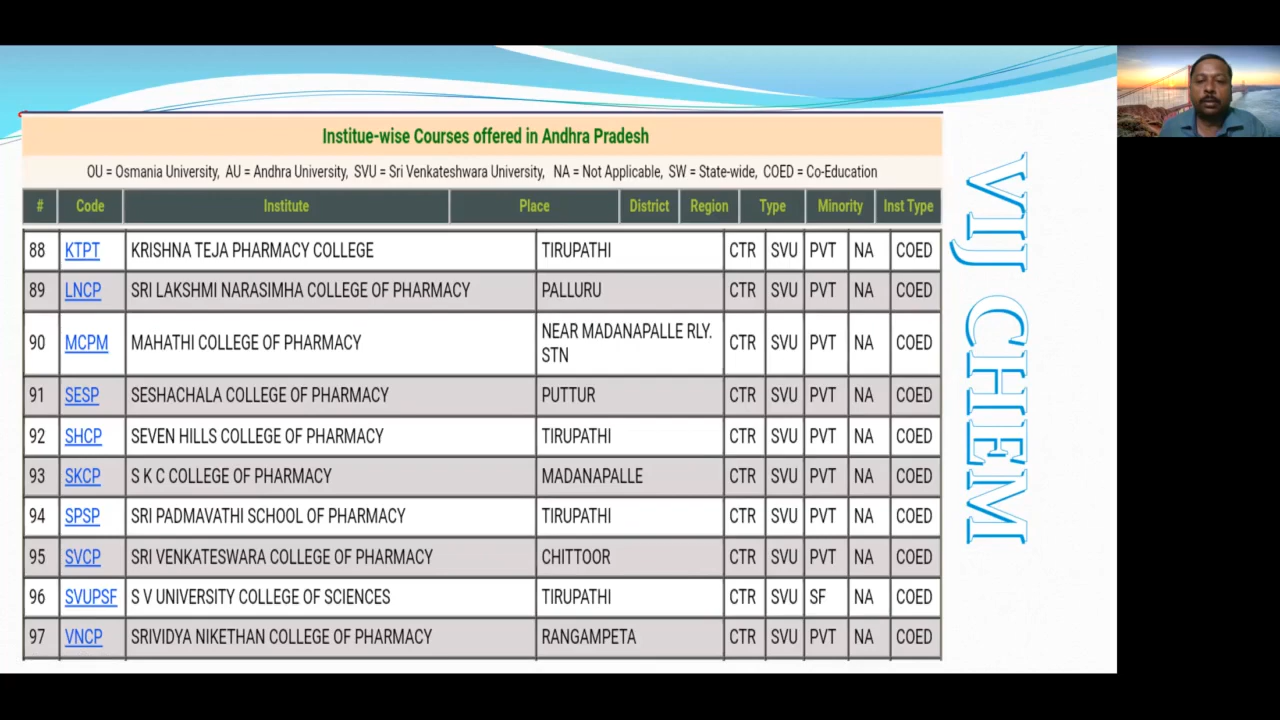 Institue-wise Courses offered in Andhra Pradesh
OU = Osmania University, AU = Andhra University, SVU = Sri Venkateshwara University, NA = Not Applicable, SW = State-wide, COED = Co-Education
# Code Institute Place District Region Type Minority Inst Type
88 KTPT KRISHNA TEJA PHARMACY COLLEGE TIRUPATHI CTR SVU PVT NA COED
89 LNCP SRI LAKSHMI NARASIMHA COLLEGE OF PHARMACY PALLURU CTR SVU PVT NA COED
90 MCPM MAHATHI COLLEGE OF PHARMACY NEAR MADANAPALLE RLY. STN CTR SVU PVT NA COED
91 SESP SESHACHALA COLLEGE OF PHARMACY PUTTUR CTR SVU PVT NA COED
92 SHCP SEVEN HILLS COLLEGE OF PHARMACY TIRUPATHI CTR SVU PVT NA COED
93 SKCP S K C COLLEGE OF PHARMACY MADANAPALLE CTR SVU PVT NA COED
94 SPSP SRI PADMAVATHI SCHOOL OF PHARMACY TIRUPATHI CTR SVU PVT NA COED
95 SVCP SRI VENKATESWARA COLLEGE OF PHARMACY CHITTOOR CTR SVU PVT NA COED
96 SVUPSF S V UNIVERSITY COLLEGE OF SCIENCES TIRUPATHI CTR SVU SF NA COED
97 VNCP SRIVIDYA NIKETHAN COLLEGE OF PHARMACY RANGAMPETA CTR SVU PVT NA COED
VIJ CHEM